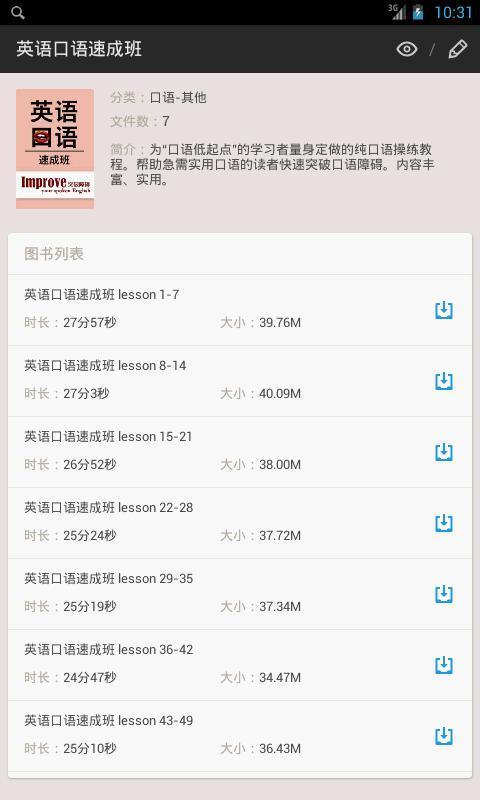 3G
10:31
英语口语速成班
/
英语
口语
速成班
Improve 突破障碍
your spoken English
分类：口语-其他
文件数：7
简介：为“口语低起点”的学习者量身定做的纯口语操练教
程。帮助急需实用口语的读者快速突破口语障碍。内容丰
富、实用。
图书列表
英语口语速成班 lesson 1-7
时长：27分57秒 大小：39.76M
英语口语速成班 lesson 8-14
时长：27分3秒 大小：40.09M
英语口语速成班 lesson 15-21
时长：26分52秒 大小：38.00M
英语口语速成班 lesson 22-28
时长：25分24秒 大小：37.72M
英语口语速成班 lesson 29-35
时长：25分19秒 大小：37.34M
英语口语速成班 lesson 36-42
时长：24分47秒 大小：34.47M
英语口语速成班 lesson 43-49
时长：25分10秒 大小：36.43M